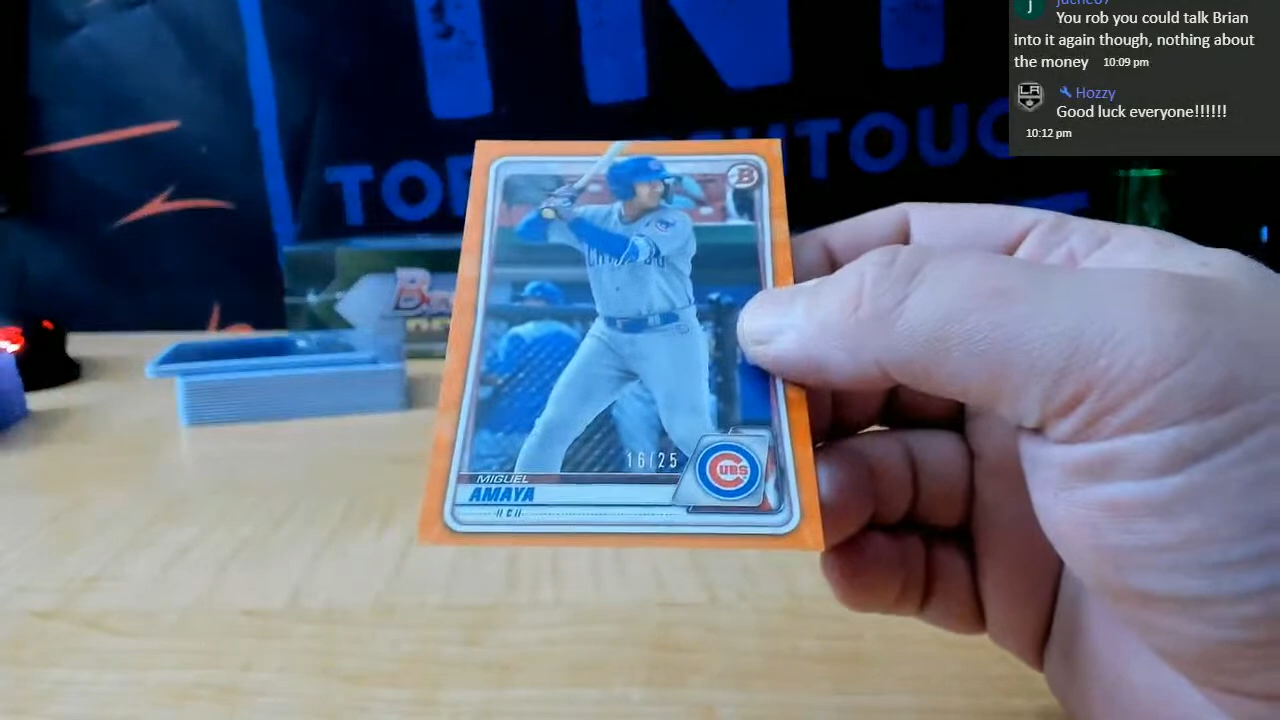 You rob you could talk Brian
into it again though, nothing about
the money 10:09 pm
Hozzy
Good luck everyone!!!!!!
10:12 pm
LA
B
16/25
CUBS
MIGUEL
AMAYA
C